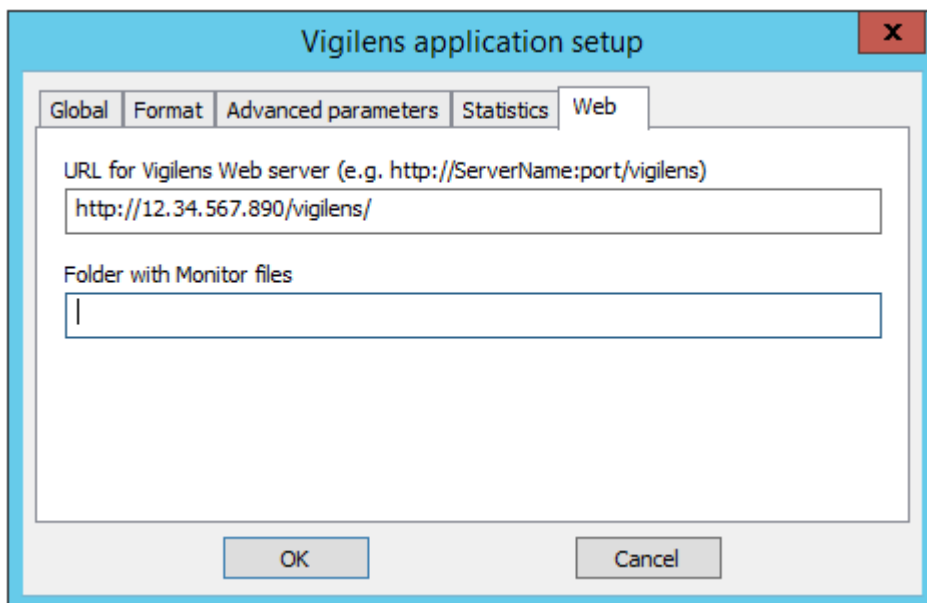 Vigilens application setup
x
Global Format Advanced parameters Statistics Web
URL for Vigilens Web server (e.g. http://ServerName:port/vigilens)
http://12.34.567.890/vigilens/
Folder with Monitor files
OK Cancel